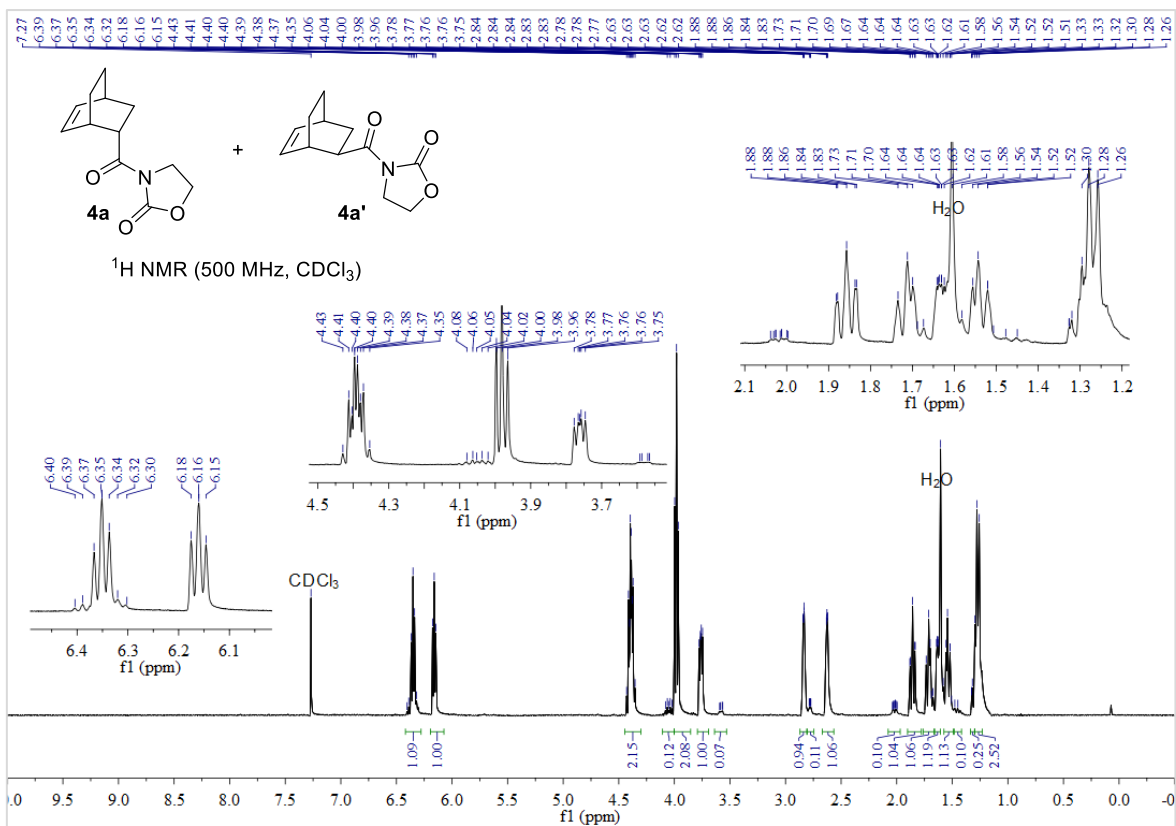 7.27 6.39 6.37 6.35 6.34 6.32 6.18 6.16 6.15 4.43 4.41 4.40 4.40 4.39 4.38 4.37 4.35 4.06 4.04 4.00 3.98 3.96 3.78 3.77 3.76 3.76 3.75 2.84 2.84 2.84 2.83 2.83 2.78 2.78 2.77 2.63 2.63 2.63 2.62 2.62 1.88 1.86 1.86 1.84 1.83 1.73 1.71 1.70 1.69 1.67 1.64 1.64 1.64 1.63 1.63 1.62 1.61 1.58 1.56 1.54 1.52 1.52 1.51 1.33 1.33 1.32 1.30 1.28 1.26
O N O O
4a
+
O N O O
4a'
¹H NMR (500 MHz, CDCl₃)
1.88 1.88 1.86 1.84 1.83 1.73 1.71 1.70 1.64 1.64 1.64 1.63 1.63 1.62 1.61 1.58 1.56 1.54 1.52 1.52 1.30 1.28 1.26
H₂O
2.1 2.0 1.9 1.8 1.7 1.6 1.5 1.4 1.3 1.2
f1 (ppm)
4.43 4.41 4.40 4.40 4.39 4.38 4.37 4.35 4.08 4.06 4.05 4.04 4.02 4.00 3.98 3.96 3.78 3.77 3.76 3.76 3.75
4.5 4.3 4.1 3.9 3.7
f1 (ppm)
6.40 6.39 6.37 6.35 6.34 6.32 6.30 6.18 6.16 6.15
6.4 6.3 6.2 6.1
f1 (ppm)
CDCl₃
H₂O
1.09 1.00 2.15 0.12 2.08 1.00 0.07 0.94 0.11 1.06 0.10 1.04 1.06 1.19 1.13 0.10 0.25 2.52
9.5 9.0 8.5 8.0 7.5 7.0 6.5 6.0 5.5 5.0 4.5 4.0 3.5 3.0 2.5 2.0 1.5 1.0 0.5 0.0
f1 (ppm)